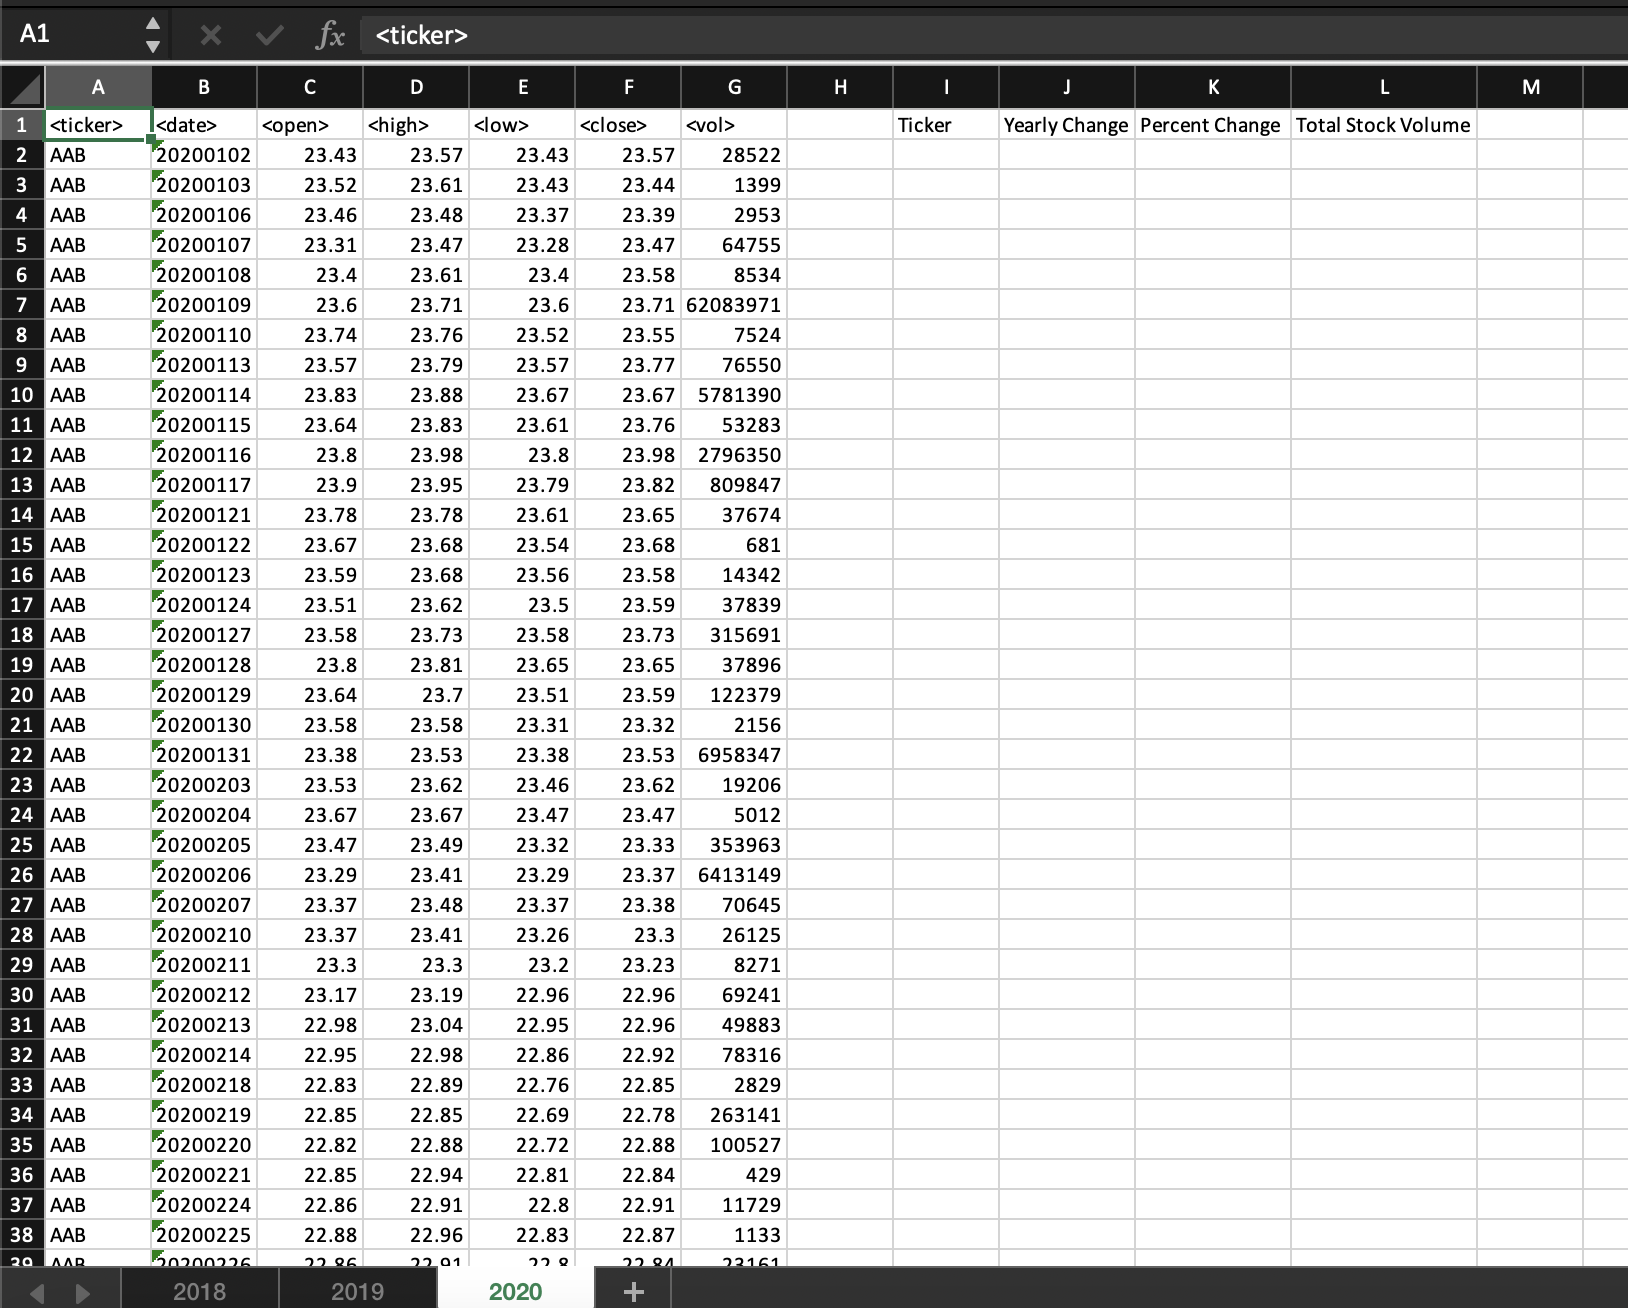 A1 fx <ticker>
A B C D E F G H I J K L M
1 <ticker> <date> <open> <high> <low> <close> <vol> Ticker Yearly Change Percent Change Total Stock Volume
2 AAB 20200102 23.43 23.57 23.43 23.57 28522
3 AAB 20200103 23.52 23.61 23.43 23.44 1399
4 AAB 20200106 23.46 23.48 23.37 23.39 2953
5 AAB 20200107 23.31 23.47 23.28 23.47 64755
6 AAB 20200108 23.4 23.61 23.4 23.58 8534
7 AAB 20200109 23.6 23.71 23.6 23.71 62083971
8 AAB 20200110 23.74 23.76 23.52 23.55 7524
9 AAB 20200113 23.57 23.79 23.57 23.77 76550
10 AAB 20200114 23.83 23.88 23.67 23.67 5781390
11 AAB 20200115 23.64 23.83 23.61 23.76 53283
12 AAB 20200116 23.8 23.98 23.8 23.98 2796350
13 AAB 20200117 23.9 23.95 23.79 23.82 809847
14 AAB 20200121 23.78 23.78 23.61 23.65 37674
15 AAB 20200122 23.67 23.68 23.54 23.68 681
16 AAB 20200123 23.59 23.68 23.56 23.58 14342
17 AAB 20200124 23.51 23.62 23.5 23.59 37839
18 AAB 20200127 23.58 23.73 23.58 23.73 315691
19 AAB 20200128 23.8 23.81 23.65 23.65 37896
20 AAB 20200129 23.64 23.7 23.51 23.59 122379
21 AAB 20200130 23.58 23.58 23.31 23.32 2156
22 AAB 20200131 23.38 23.53 23.38 23.53 6958347
23 AAB 20200203 23.53 23.62 23.46 23.62 19206
24 AAB 20200204 23.67 23.67 23.47 23.47 5012
25 AAB 20200205 23.47 23.49 23.32 23.33 353963
26 AAB 20200206 23.29 23.41 23.29 23.37 6413149
27 AAB 20200207 23.37 23.48 23.37 23.38 70645
28 AAB 20200210 23.37 23.41 23.26 23.3 26125
29 AAB 20200211 23.3 23.3 23.2 23.23 8271
30 AAB 20200212 23.17 23.19 22.96 22.96 69241
31 AAB 20200213 22.98 23.04 22.95 22.96 49883
32 AAB 20200214 22.95 22.98 22.86 22.92 78316
33 AAB 20200218 22.83 22.89 22.76 22.85 2829
34 AAB 20200219 22.85 22.85 22.69 22.78 263141
35 AAB 20200220 22.82 22.88 22.72 22.88 100527
36 AAB 20200221 22.85 22.94 22.81 22.84 429
37 AAB 20200224 22.86 22.91 22.8 22.91 11729
38 AAB 20200225 22.88 22.96 22.83 22.87 1133
39 AAB 20200226 22.86 22.91 22.8 22.84 23161
2018 2019 2020 +